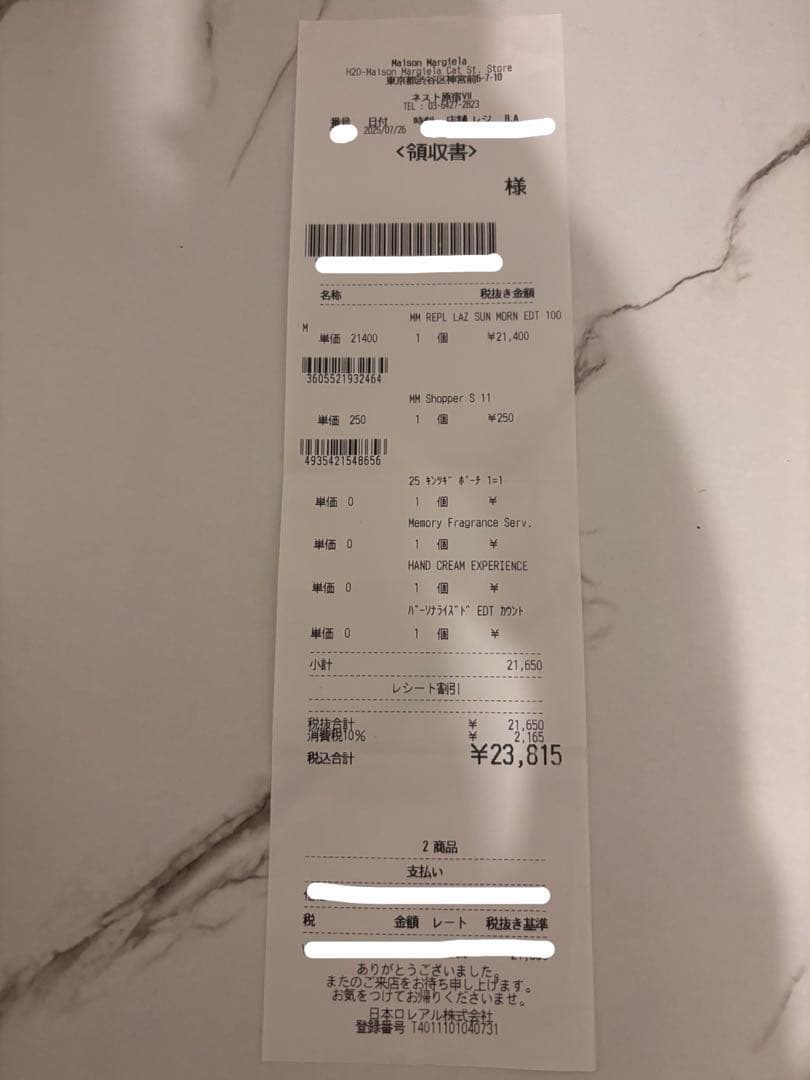 Maison Margiela
H20-Maison Margiela Cat St. Store
東京都渋谷区神宮前6-7-10
ネスト原宿VII
TEL : 03-6427-2823
番号 日付 時刻 店舗 レジ B.A
2025/07/26
<領収書>
様
名称 税抜き金額
MM REPL LAZ SUN MORN EDT 100
M
単価 21400 1 個 ¥21,400
3605521932464
MM Shopper S 11
単価 250 1 個 ¥250
4935421548656
25 キンツギ ポーチ 1=1
単価 0 1 個 ¥
Memory Fragrance Serv.
単価 0 1 個 ¥
HAND CREAM EXPERIENCE
単価 0 1 個 ¥
パーソナライズド EDT カウント
単価 0 1 個 ¥
小計 21,650
レシート割引
税抜合計 ¥ 21,650
消費税10% ¥ 2,165
税込合計 ¥23,815
2 商品
支払い
税 金額 レート 税抜き基準
ありがとうございました。
またのご来店をお待ち申し上げます。
お気をつけてお帰りくださいませ。
日本ロレアル株式会社
登録番号 T4011101040731